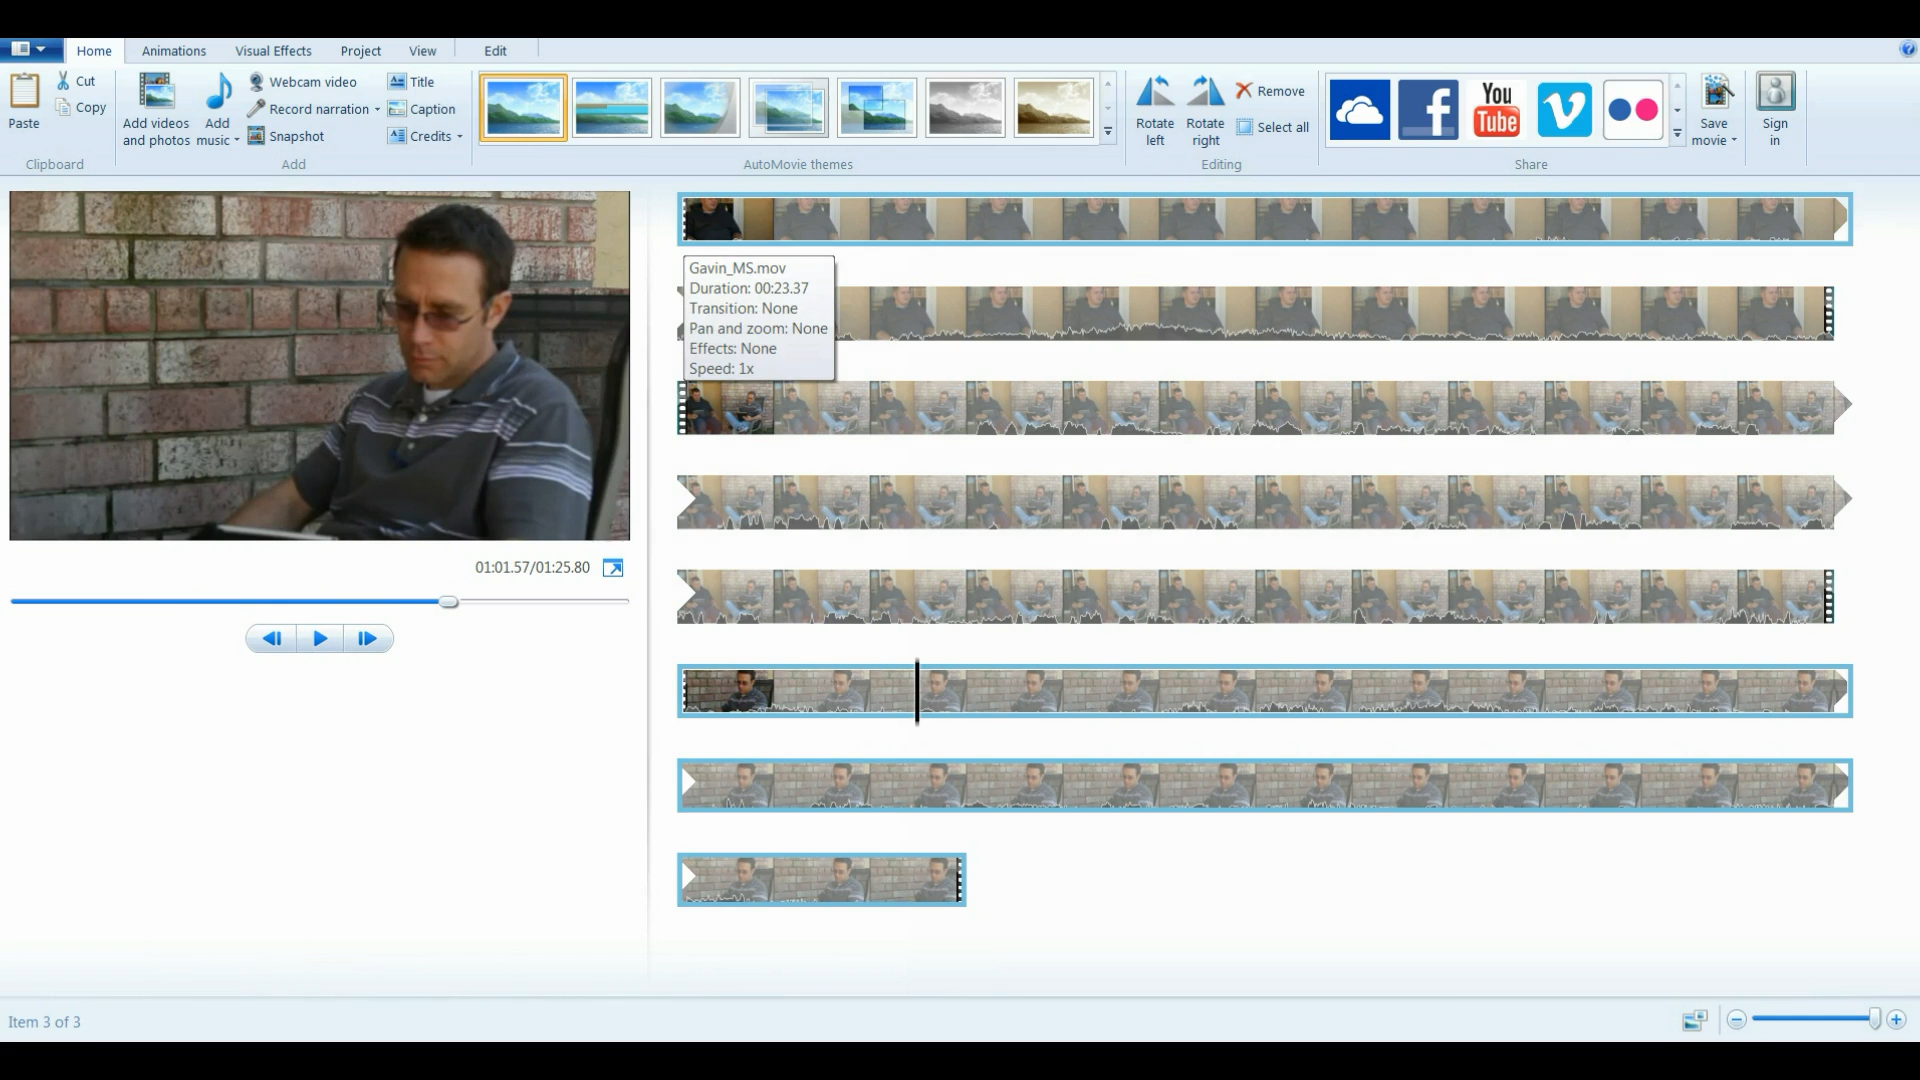 Home Animations Visual Effects Project View Edit
Paste
Cut
Copy
Clipboard
Add videos
and photos
Add
music
Webcam video
Record narration
Snapshot
Title
Caption
Credits
Add
AutoMovie themes
Rotate
left
Rotate
right
Remove
Select all
Editing
You
Tube
Share
Save
movie
Sign
in
Gavin_MS.mov
Duration: 00:23.37
Transition: None
Pan and zoom: None
Effects: None
Speed: 1x
01:01.57/01:25.80
Item 3 of 3